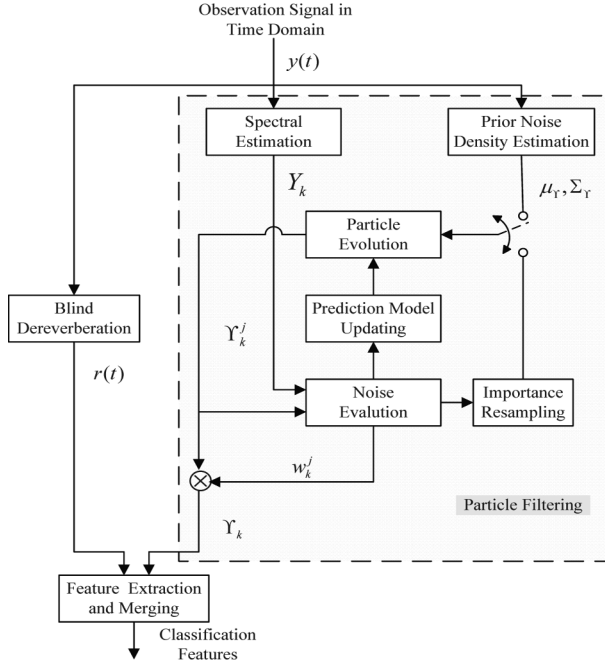 Observation Signal in
Time Domain
y(t)
Spectral
Estimation
Prior Noise
Density Estimation
Y_k
μ_ϒ, Σ_ϒ
Particle
Evolution
Blind
Dereverberation
Prediction Model
Updating
ϒ_k^j
r(t)
Noise
Evalution
Importance
Resampling
w_k^j
Particle Filtering
ϒ_k
Feature Extraction
and Merging
Classification
Features